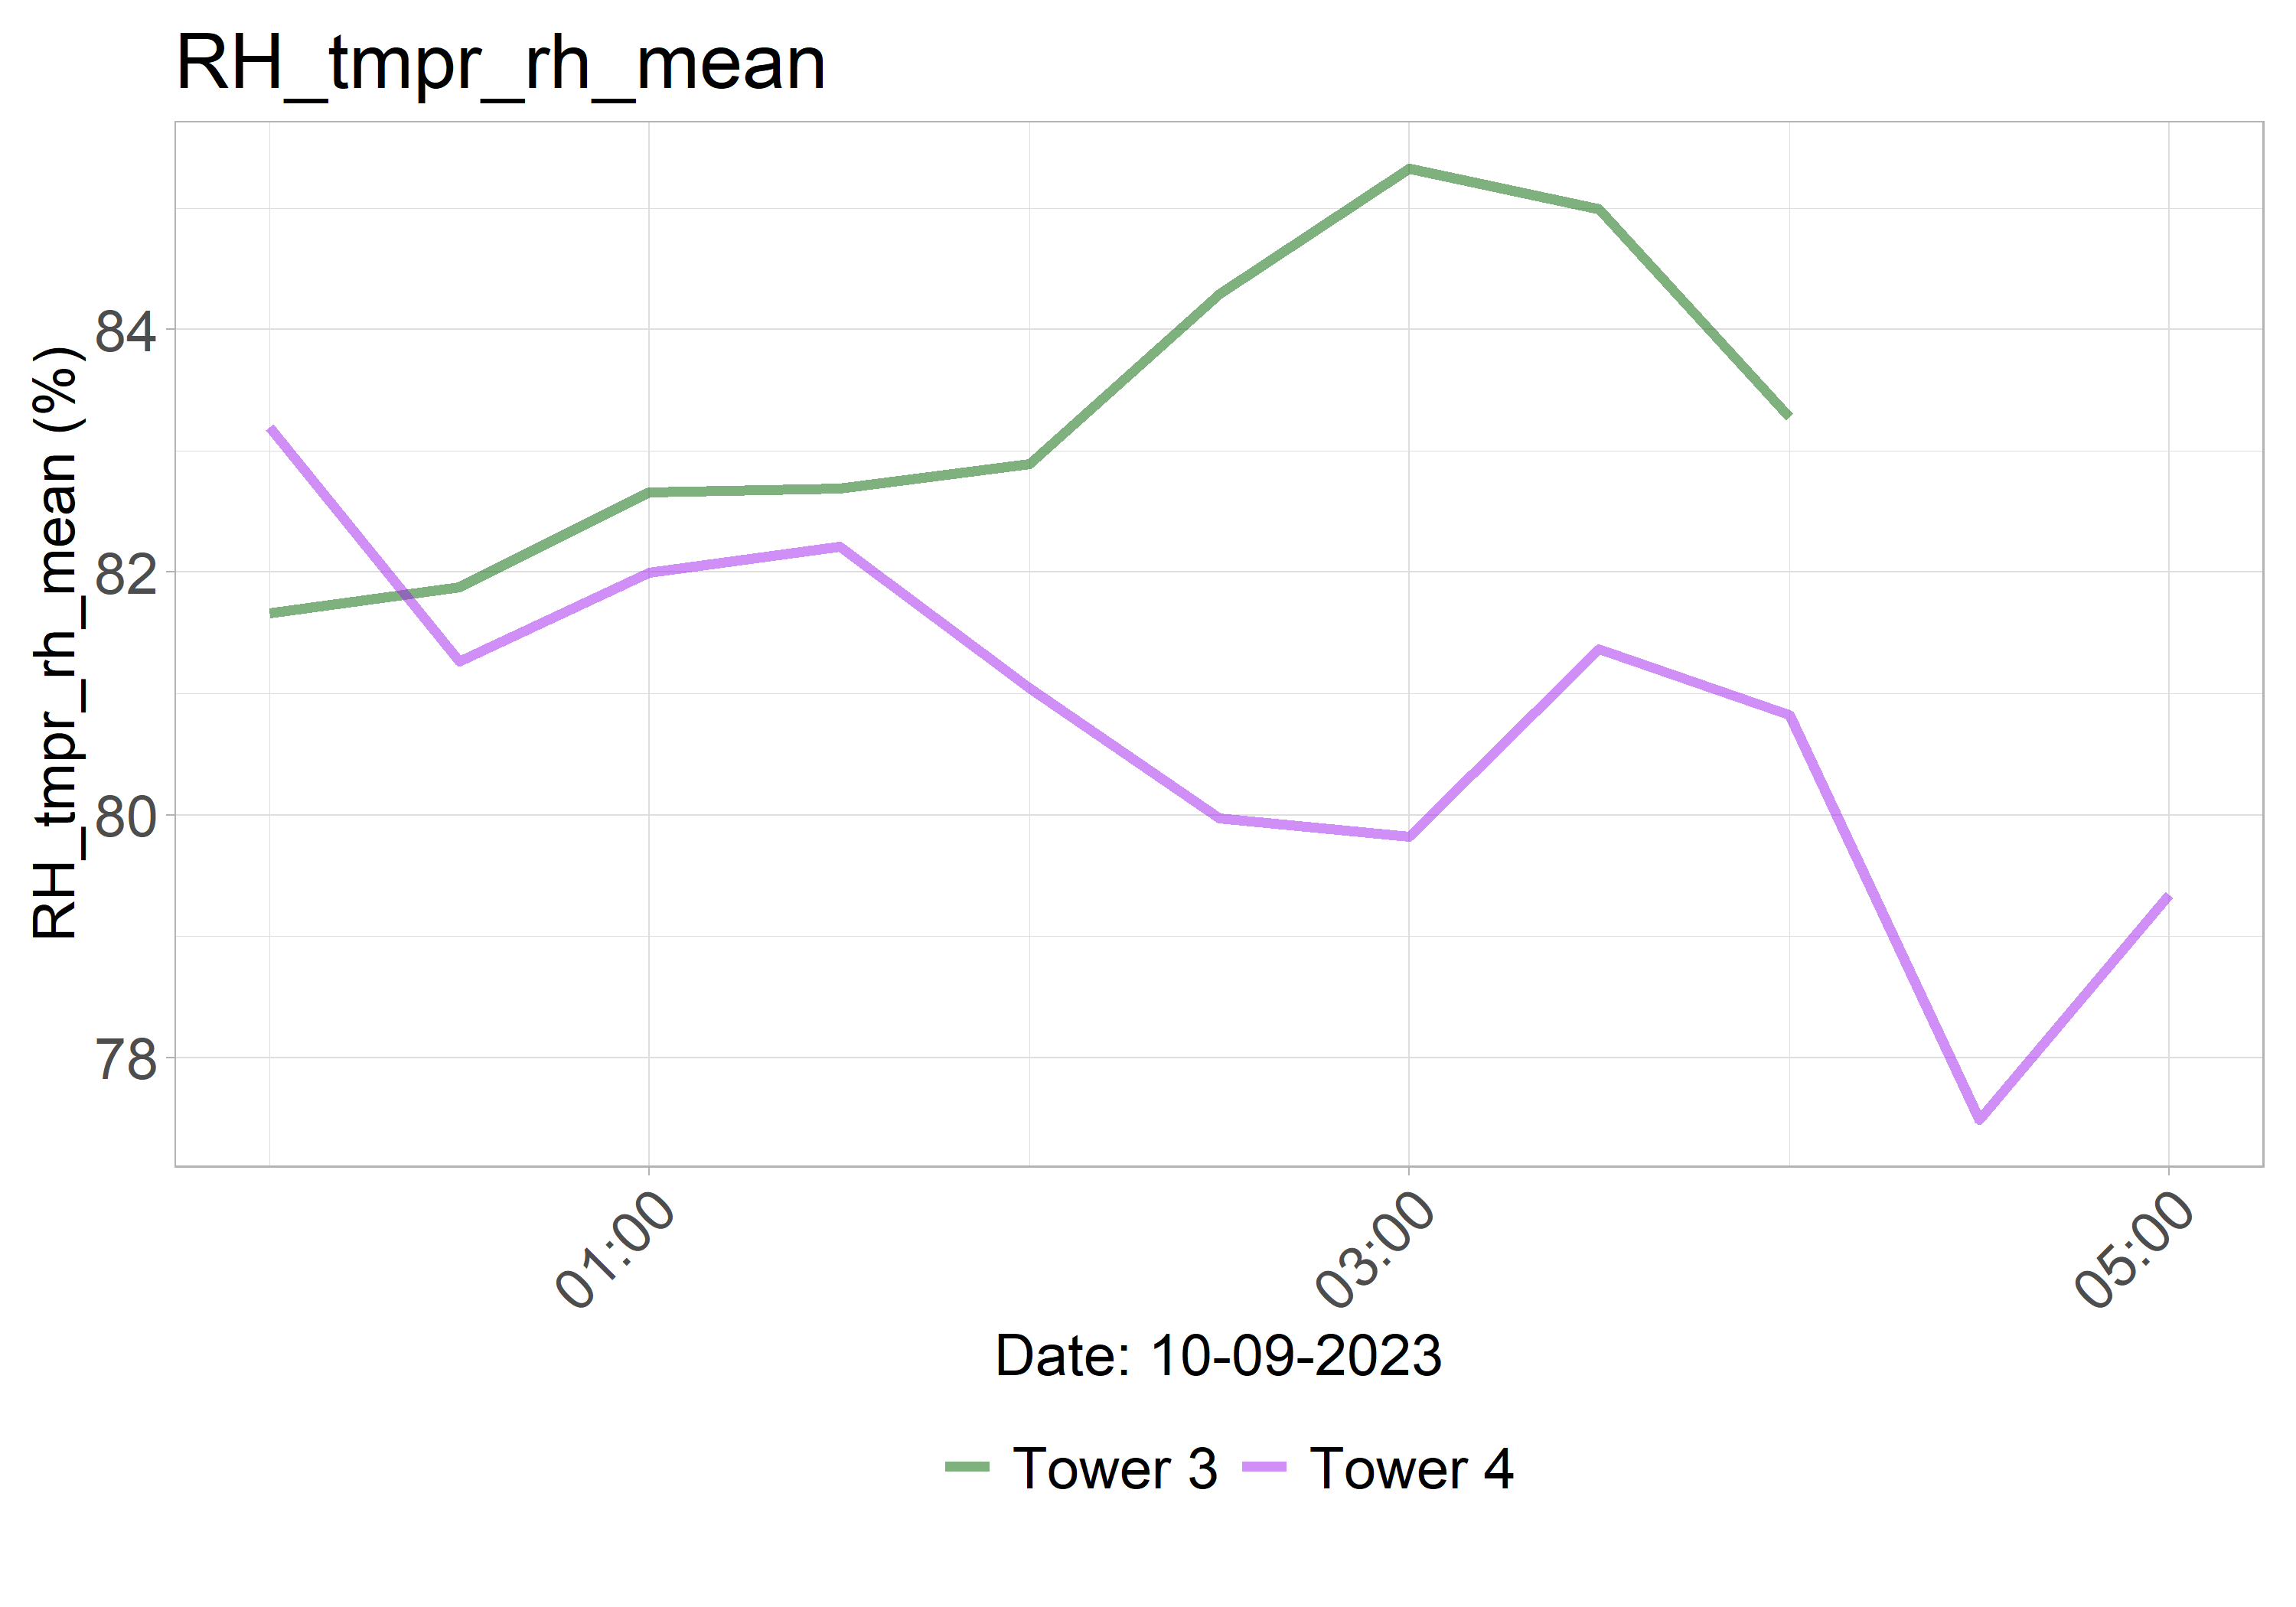 RH_tmpr_rh_mean
RH_tmpr_rh_mean (%)
84
82
80
78
01:00
03:00
05:00
Date: 10-09-2023
Tower 3
Tower 4